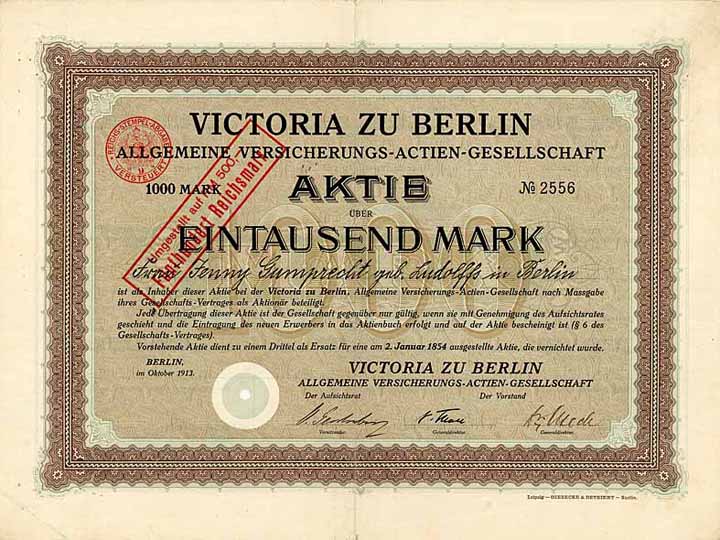 VICTORIA ZU BERLIN
ALLGEMEINE VERSICHERUNGS-ACTIEN-GESELLSCHAFT
REICHS-STEMPEL-ABGABE
VERSTEUERT
1000 MARK
AKTIE
№ 2556
ÜBER
EINTAUSEND MARK
Umgestellt auf 500
Fünfhundert Reichsmark
Frau Jenny Gumprecht geb. Ludolffs in Berlin
ist als Inhaber dieser Aktie bei der Victoria zu Berlin, Allgemeine Versicherungs-Actien-Gesellschaft nach Massgabe
ihres Gesellschafts-Vertrages als Aktionär beteiligt.
Jede Übertragung dieser Aktie ist der Gesellschaft gegenüber nur gültig, wenn sie mit Genehmigung des Aufsichtsrates
geschieht und die Eintragung des neuen Erwerbers in das Aktienbuch erfolgt und auf der Aktie bescheinigt ist (§ 6 des
Gesellschafts-Vertrages).
Vorstehende Aktie dient zu einem Drittel als Ersatz für eine am 2. Januar 1854 ausgestellte Aktie, die vernichtet wurde.
BERLIN,
im Oktober 1913.
VICTORIA ZU BERLIN
ALLGEMEINE VERSICHERUNGS-ACTIEN-GESELLSCHAFT
Der Aufsichtsrat
Der Vorstand
Vorsitzender
Generaldirektor
Generaldirektor
Leipzig — GIESECKE & DEVRIENT — Berlin.